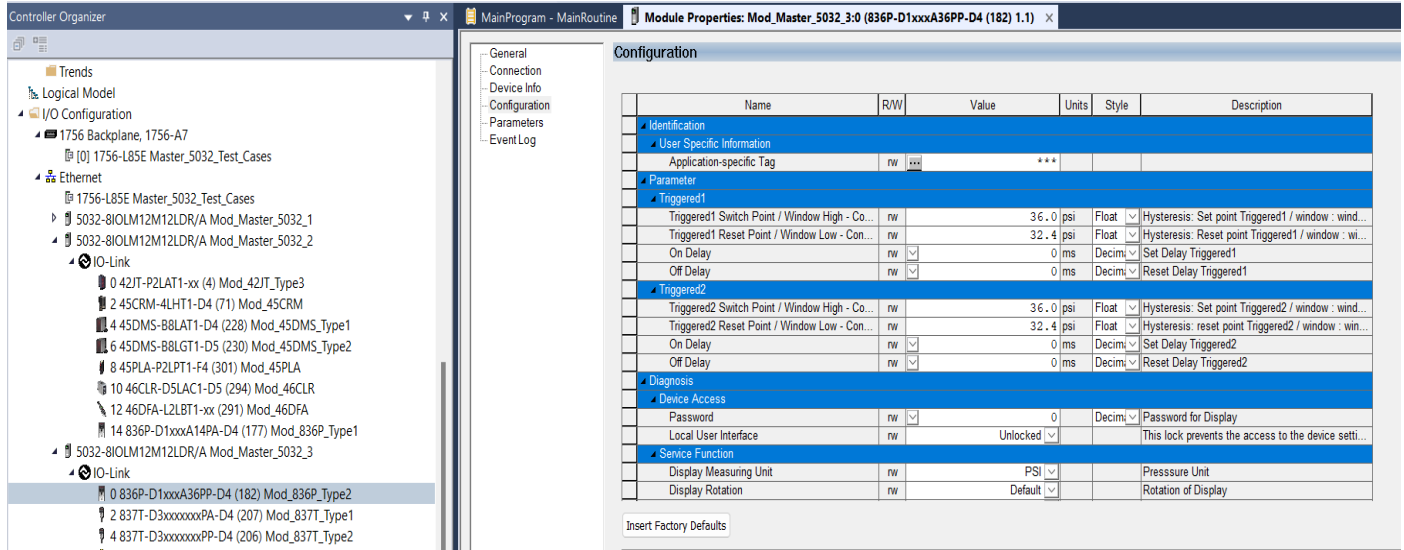 Controller Organizer
Trends
Logical Model
I/O Configuration
1756 Backplane, 1756-A7
[0] 1756-L85E Master_5032_Test_Cases
Ethernet
1756-L85E Master_5032_Test_Cases
5032-8IOLM12M12LDR/A Mod_Master_5032_1
5032-8IOLM12M12LDR/A Mod_Master_5032_2
IO-Link
0 42JT-P2LAT1-xx (4) Mod_42JT_Type3
2 45CRM-4LHT1-D4 (71) Mod_45CRM
4 45DMS-B8LAT1-D4 (228) Mod_45DMS_Type1
6 45DMS-B8LGT1-D5 (230) Mod_45DMS_Type2
8 45PLA-P2LPT1-F4 (301) Mod_45PLA
10 46CLR-D5LAC1-D5 (294) Mod_46CLR
12 46DFA-L2LBT1-xx (291) Mod_46DFA
14 836P-D1xxxA14PA-D4 (177) Mod_836P_Type1
5032-8IOLM12M12LDR/A Mod_Master_5032_3
IO-Link
0 836P-D1xxxA36PP-D4 (182) Mod_836P_Type2
2 837T-D3xxxxxxPA-D4 (207) Mod_837T_Type1
4 837T-D3xxxxxxPP-D4 (206) Mod_837T_Type2
MainProgram - MainRoutine
Module Properties: Mod_Master_5032_3:0 (836P-D1xxxA36PP-D4 (182) 1.1) ×
General
Connection
Device Info
Configuration
Parameters
Event Log
Configuration
Name R/W Value Units Style Description
Identification
User Specific Information
Application-specific Tag rw ... ***
Parameter
Triggered1
Triggered1 Switch Point / Window High - Co... rw 36.0 psi Float Hysteresis: Set point Triggered1 / window : wind...
Triggered1 Reset Point / Window Low - Con... rw 32.4 psi Float Hysteresis: Reset point Triggered1 / window : wi...
On Delay rw 0 ms Decima Set Delay Triggered1
Off Delay rw 0 ms Decima Reset Delay Triggered1
Triggered2
Triggered2 Switch Point / Window High - Co... rw 36.0 psi Float Hysteresis: Set point Triggered2 / window : wind...
Triggered2 Reset Point / Window Low - Con... rw 32.4 psi Float Hysteresis: reset point Triggered2 / window : win...
On Delay rw 0 ms Decima Set Delay Triggered2
Off Delay rw 0 ms Decima Reset Delay Triggered2
Diagnosis
Device Access
Password rw 0 Decima Password for Display
Local User Interface rw Unlocked This lock prevents the access to the device setti...
Service Function
Display Measuring Unit rw PSI Presssure Unit
Display Rotation rw Default Rotation of Display
Insert Factory Defaults